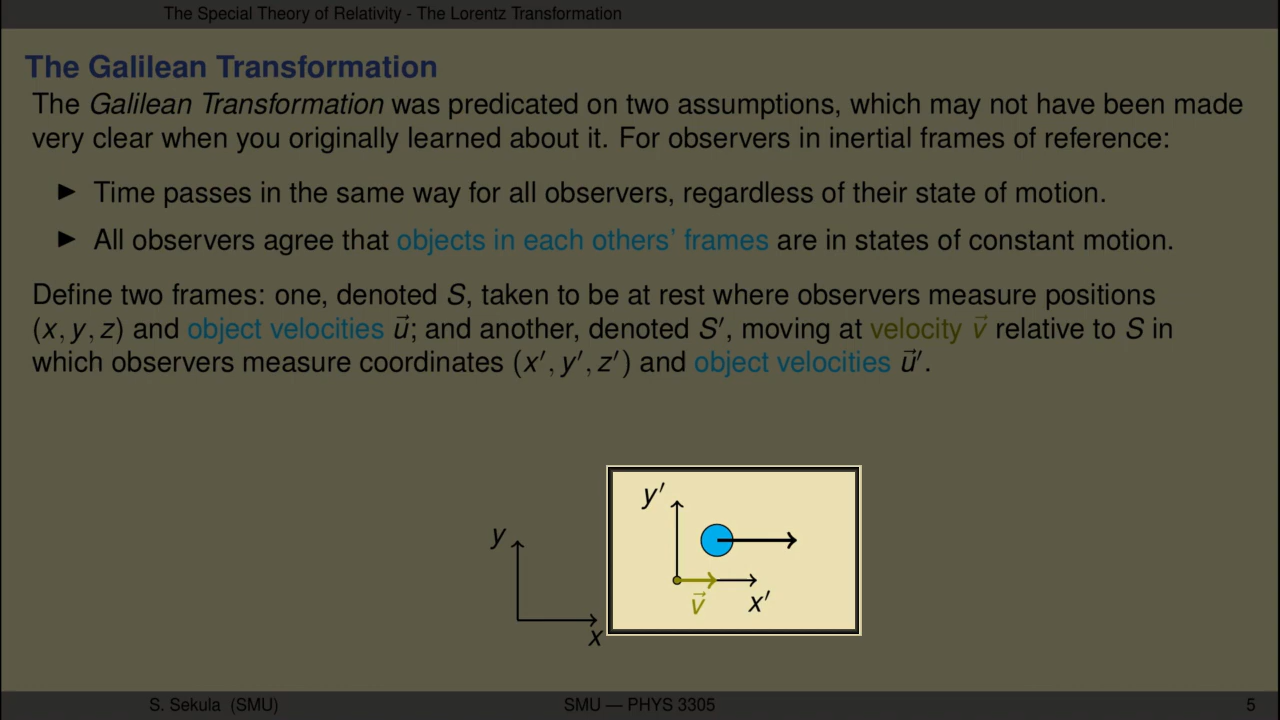 The Special Theory of Relativity - The Lorentz Transformation
The Galilean Transformation
The Galilean Transformation was predicated on two assumptions, which may not have been made
very clear when you originally learned about it. For observers in inertial frames of reference:
▶ Time passes in the same way for all observers, regardless of their state of motion.
▶ All observers agree that objects in each others' frames are in states of constant motion.
Define two frames: one, denoted S, taken to be at rest where observers measure positions
(x, y, z) and object velocities u⃗; and another, denoted S′, moving at velocity v⃗ relative to S in
which observers measure coordinates (x′, y′, z′) and object velocities u⃗′.
y′
y
v⃗
x′
x
S. Sekula (SMU)
SMU — PHYS 3305
5